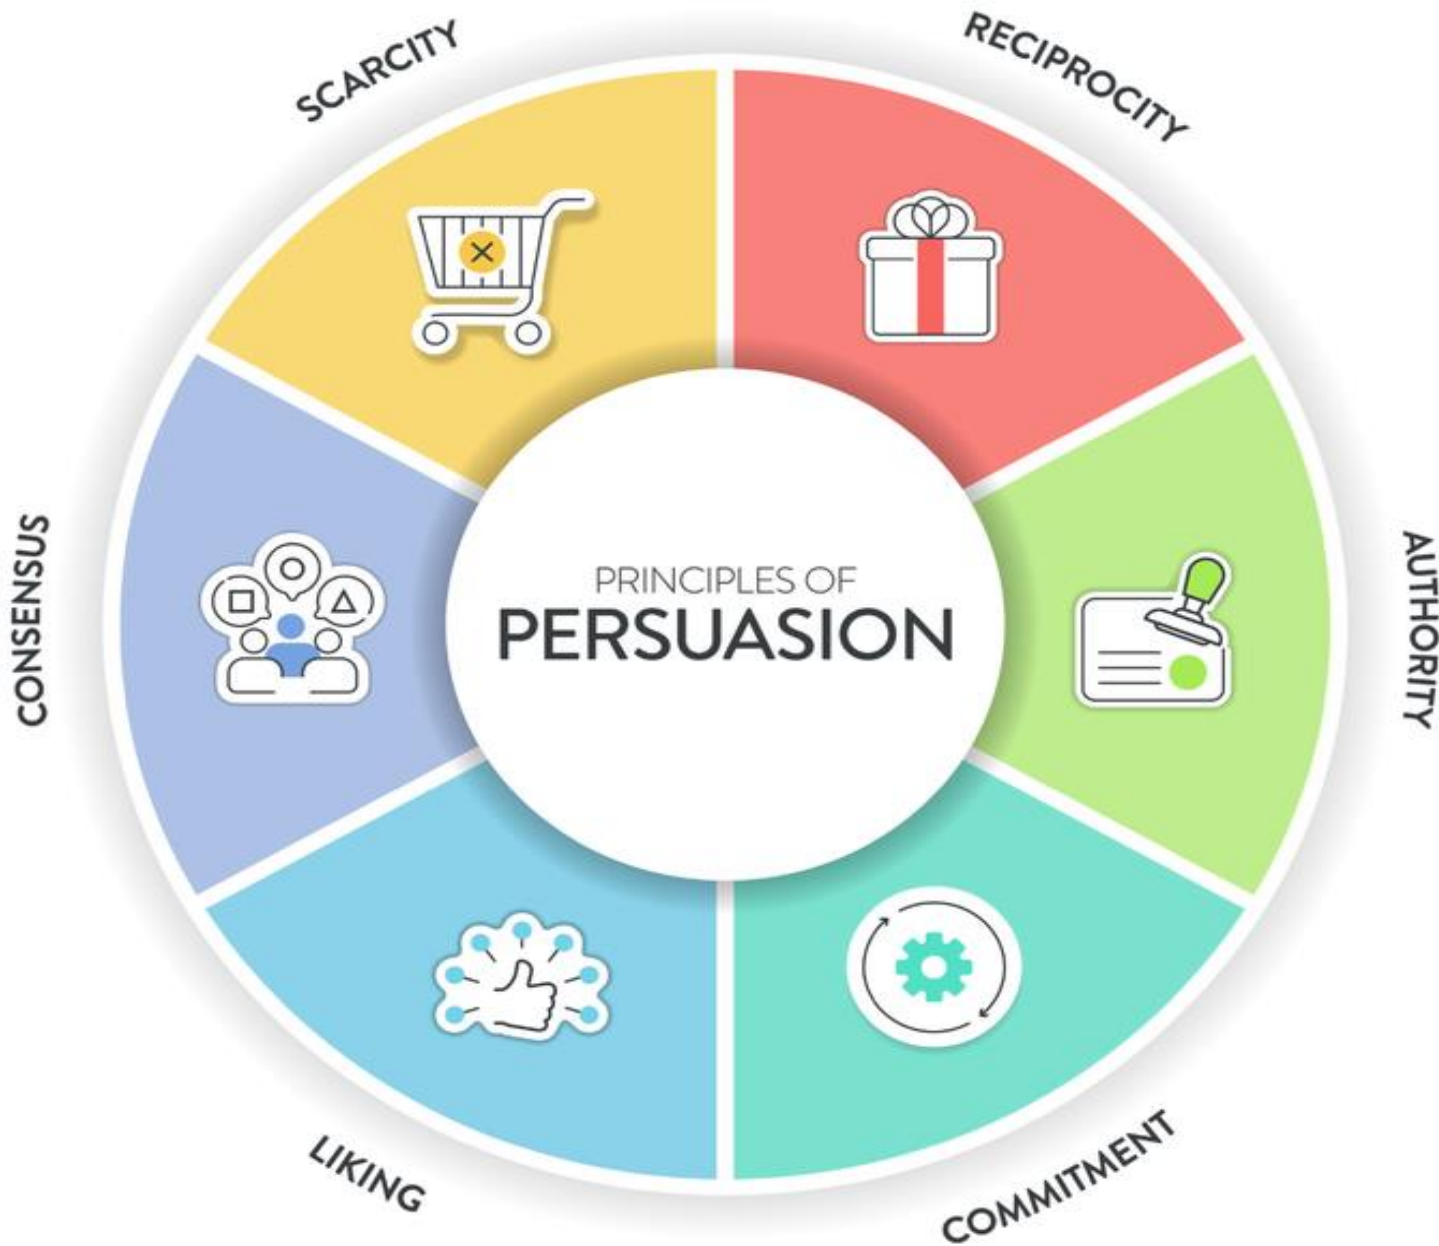 SCARCITY
RECIPROCITY
CONSENSUS
PRINCIPLES OF
PERSUASION
AUTHORITY
LIKING
COMMITMENT